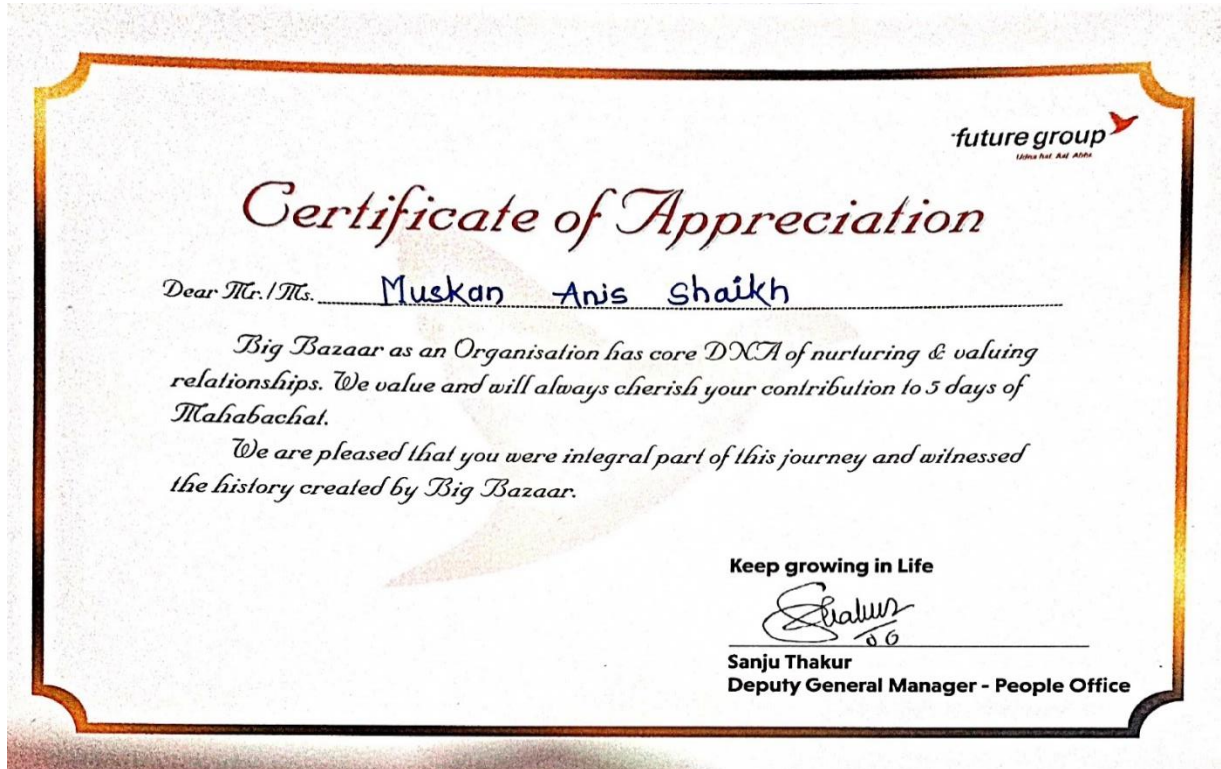 future group
Certificate of Appreciation
Dear Mr./Ms. Muskan Anis Shaikh
Big Bazaar as an Organisation has core DNA of nurturing & valuing
relationships. We value and will always cherish your contribution to 5 days of
Mahabachat.
We are pleased that you were integral part of this journey and witnessed
the history created by Big Bazaar.
Keep growing in Life
Sanju Thakur
Deputy General Manager - People Office